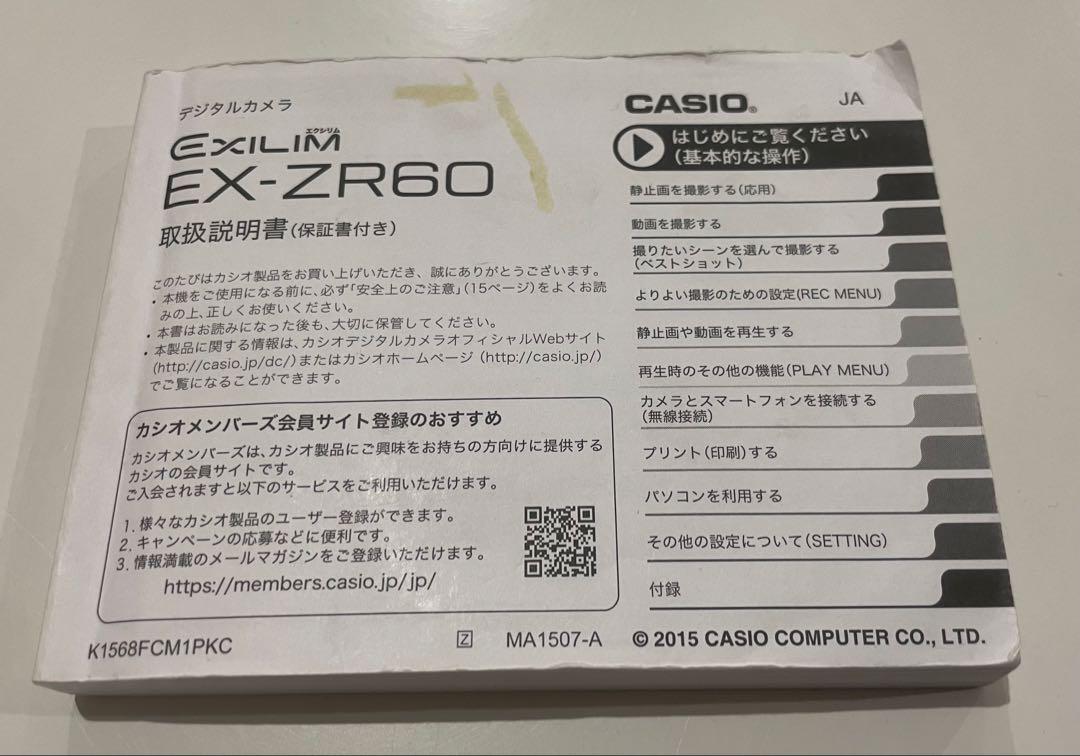 デジタルカメラ
エクシリム
EXILIM
EX-ZR60
取扱説明書(保証書付き)
このたびはカシオ製品をお買い上げいただき、誠にありがとうございます。
・本機をご使用になる前に、必ず「安全上のご注意」(15ページ)をよくお読
みの上、正しくお使いください。
・本書はお読みになった後も、大切に保管してください。
・本製品に関する情報は、カシオデジタルカメラオフィシャルWebサイト
(http://casio.jp/dc/)またはカシオホームページ (http://casio.jp/)
でご覧になることができます。
カシオメンバーズ会員サイト登録のおすすめ
カシオメンバーズは、カシオ製品にご興味をお持ちの方向けに提供する
カシオの会員サイトです。
ご入会されますと以下のサービスをご利用いただけます。
1. 様々なカシオ製品のユーザー登録ができます。
2. キャンペーンの応募などに便利です。
3. 情報満載のメールマガジンをご登録いただけます。
https://members.casio.jp/jp/
K1568FCM1PKC
Z
MA1507-A
CASIO®
JA
はじめにご覧ください
(基本的な操作)
静止画を撮影する(応用)
動画を撮影する
撮りたいシーンを選んで撮影する
(ベストショット)
よりよい撮影のための設定(REC MENU)
静止画や動画を再生する
再生時のその他の機能(PLAY MENU)
カメラとスマートフォンを接続する
(無線接続)
プリント(印刷)する
パソコンを利用する
その他の設定について(SETTING)
付録
© 2015 CASIO COMPUTER CO., LTD.